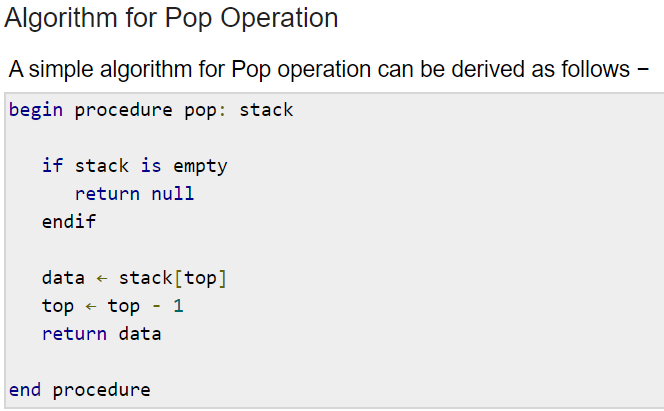 Algorithm for Pop Operation
A simple algorithm for Pop operation can be derived as follows −
begin procedure pop: stack
if stack is empty
return null
endif
data ← stack[top]
top ← top - 1
return data
end procedure